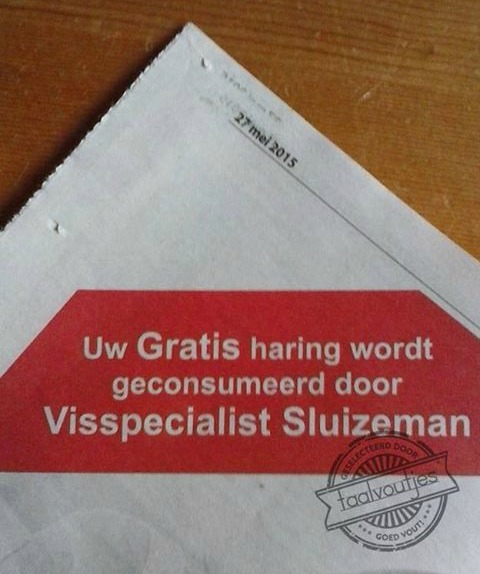 27 mei 2015
Uw Gratis haring wordt
geconsumeerd door
Visspecialist Sluizeman
GESELECTEERD DOOR
taalvoutjes
GOED VOUT!